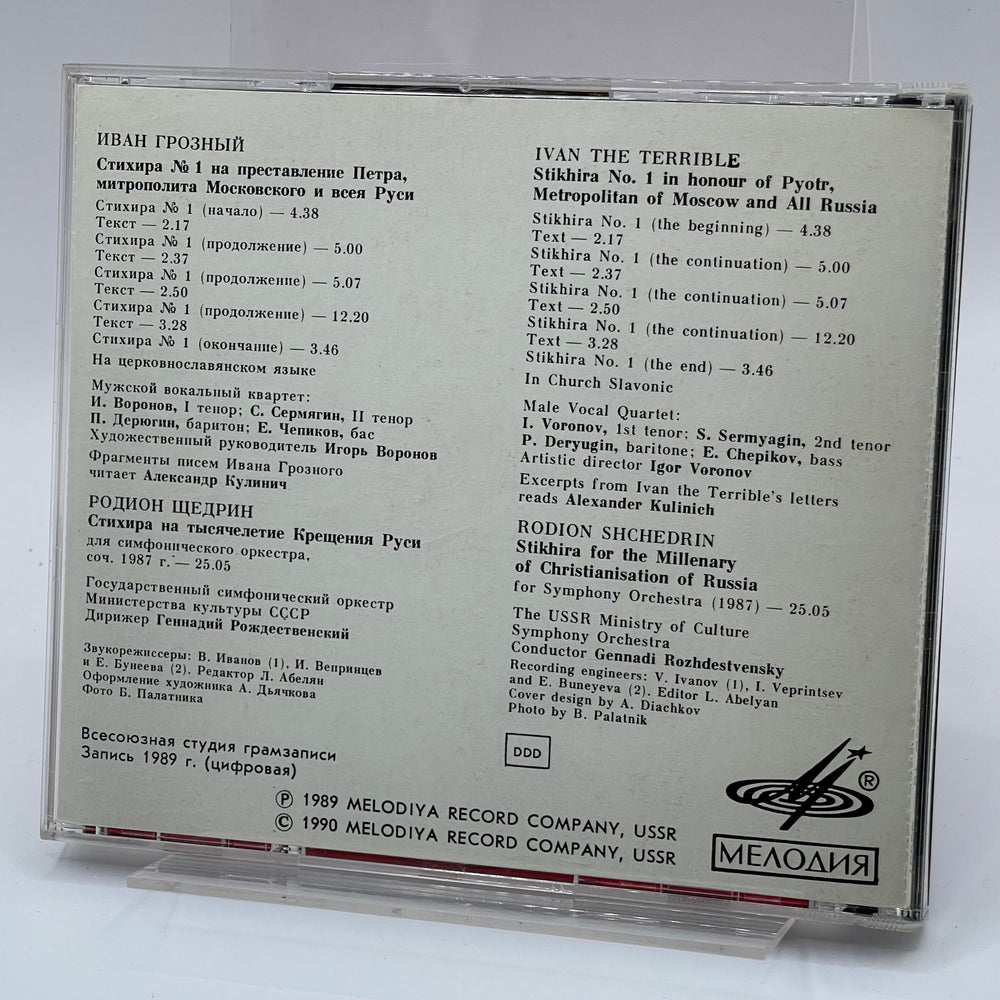 ИВАН ГРОЗНЫЙ
Стихира № 1 на преставление Петра,
митрополита Московского и всея Руси
Стихира № 1 (начало) — 4.38
Текст — 2.17
Стихира № 1 (продолжение) — 5.00
Текст — 2.37
Стихира № 1 (продолжение) — 5.07
Текст — 2.50
Стихира № 1 (продолжение) — 12.20
Текст — 3.28
Стихира № 1 (окончание) — 3.46
На церковнославянском языке
Мужской вокальный квартет:
И. Воронов, I тенор; С. Сермягин, II тенор
П. Дерюгин, баритон; Е. Чепиков, бас
Художественный руководитель Игорь Воронов
Фрагменты писем Ивана Грозного
читает Александр Кулинич
РОДИОН ЩЕДРИН
Стихира на тысячелетие Крещения Руси
для симфонического оркестра,
соч. 1987 г. — 25.05
Государственный симфонический оркестр
Министерства культуры СССР
Дирижер Геннадий Рождественский
Звукорежиссеры: В. Иванов (1), И. Вепринцев
и Е. Бунеева (2). Редактор Л. Абелян
Оформление художника А. Дьячкова
Фото Б. Палатника
Всесоюзная студия грамзаписи
Запись 1989 г. (цифровая)
IVAN THE TERRIBLE
Stikhira No. 1 in honour of Pyotr,
Metropolitan of Moscow and All Russia
Stikhira No. 1 (the beginning) — 4.38
Text — 2.17
Stikhira No. 1 (the continuation) — 5.00
Text — 2.37
Stikhira No. 1 (the continuation) — 5.07
Text — 2.50
Stikhira No. 1 (the continuation) — 12.20
Text — 3.28
Stikhira No. 1 (the end) — 3.46
In Church Slavonic
Male Vocal Quartet:
I. Voronov, 1st tenor; S. Sermyagin, 2nd tenor
P. Deryugin, baritone; E. Chepikov, bass
Artistic director Igor Voronov
Excerpts from Ivan the Terrible's letters
reads Alexander Kulinich
RODION SHCHEDRIN
Stikhira for the Millenary
of Christianisation of Russia
for Symphony Orchestra (1987) — 25.05
The USSR Ministry of Culture
Symphony Orchestra
Conductor Gennadi Rozhdestvensky
Recording engineers: V. Ivanov (1), I. Veprintsev
and E. Buneyeva (2). Editor L. Abelyan
Cover design by A. Diachkov
Photo by B. Palatnik
DDD
℗ 1989 MELODIYA RECORD COMPANY, USSR
© 1990 MELODIYA RECORD COMPANY, USSR
®
МЕЛОДИЯ